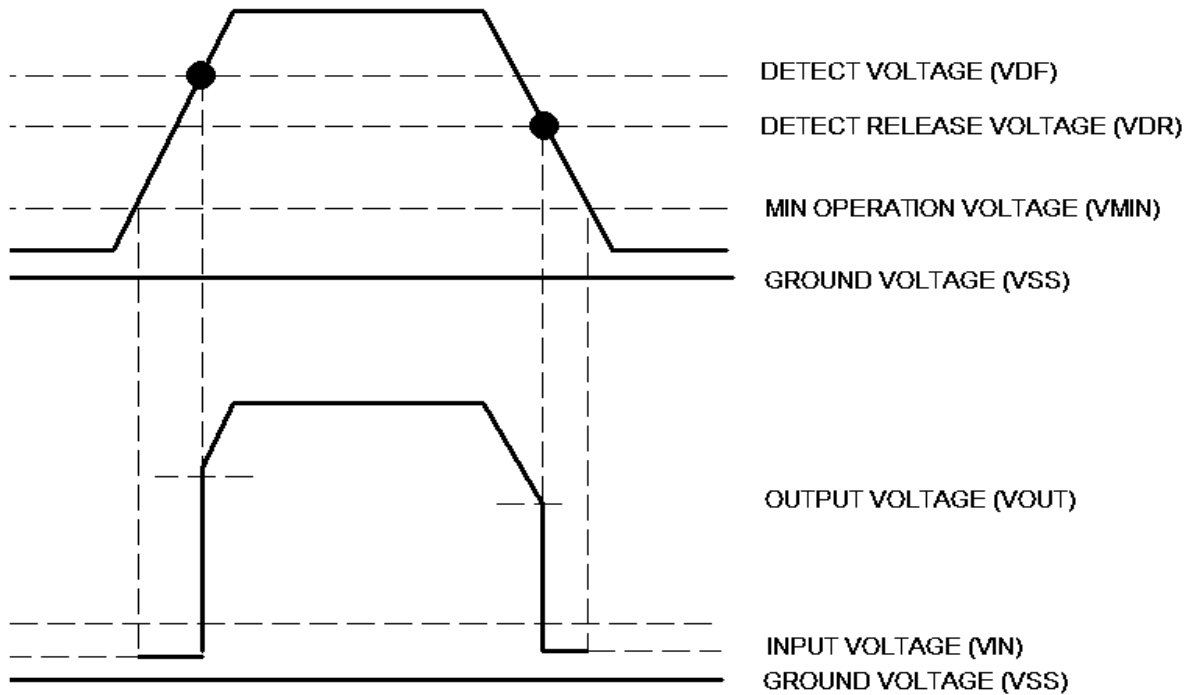 DETECT VOLTAGE (VDF)
DETECT RELEASE VOLTAGE (VDR)
MIN OPERATION VOLTAGE (VMIN)
GROUND VOLTAGE (VSS)
OUTPUT VOLTAGE (VOUT)
INPUT VOLTAGE (VIN)
GROUND VOLTAGE (VSS)